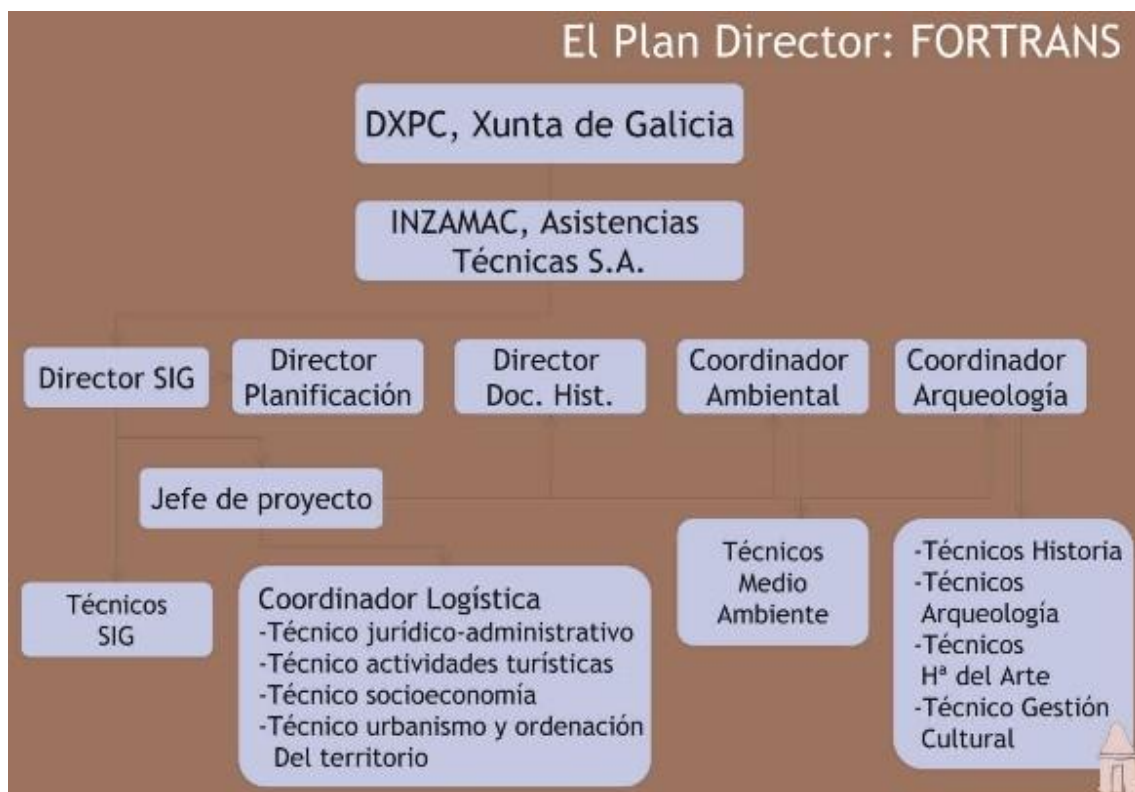 El Plan Director: FORTRANS
DXPC, Xunta de Galicia
INZAMAC, Asistencias
Técnicas S.A.
Director SIG
Director
Planificación
Director
Doc. Hist.
Coordinador
Ambiental
Coordinador
Arqueología
Jefe de proyecto
Técnicos
SIG
Coordinador Logística
-Técnico jurídico-administrativo
-Técnico actividades turísticas
-Técnico socioeconomía
-Técnico urbanismo y ordenación
Del territorio
Técnicos
Medio
Ambiente
-Técnicos Historia
-Técnicos
Arqueología
-Técnicos
Hª del Arte
-Técnico Gestión
Cultural